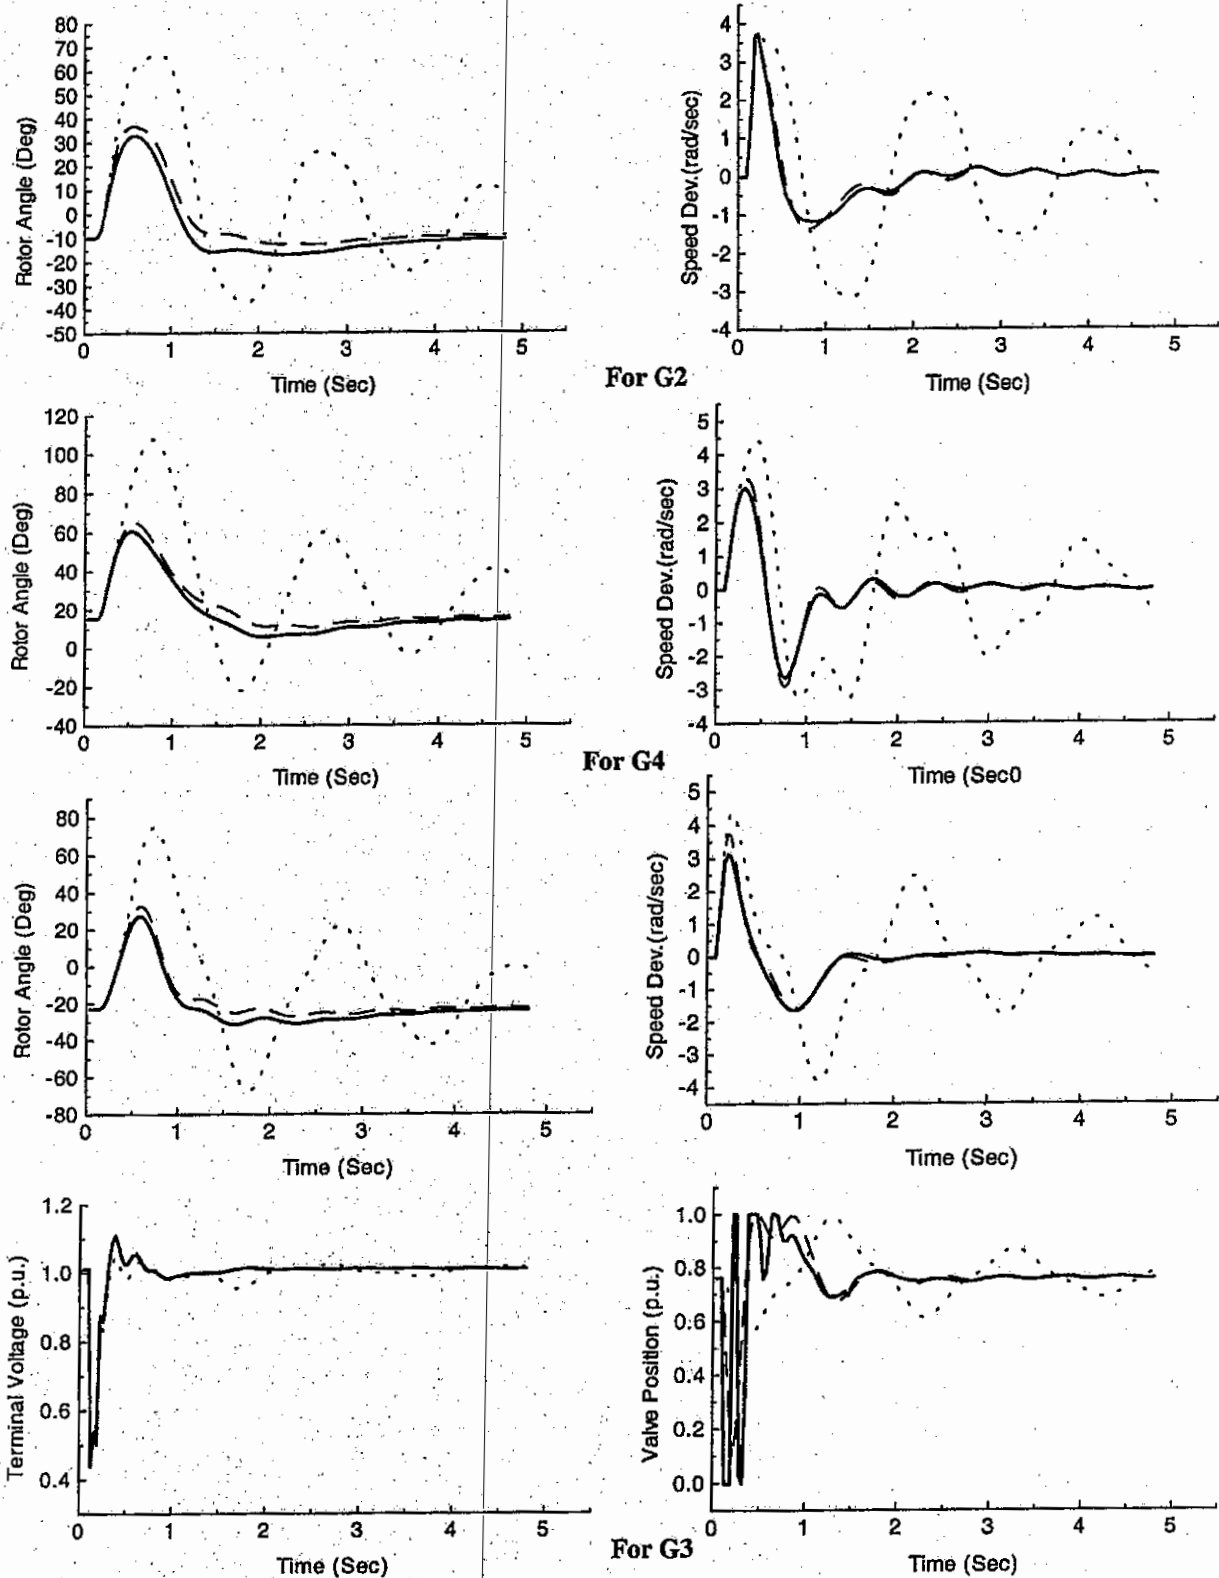 80
70
60
50
40
30
20
10
0
-10
-20
-30
-40
-50
Rotor Angle (Deg)
0 1 2 3 4 5
Time (Sec)
4
3
2
1
0
-1
-2
-3
-4
Speed Dev.(rad/sec)
0 1 2 3 4 5
Time (Sec)
For G2
120
100
80
60
40
20
0
-20
-40
Rotor Angle (Deg)
0 1 2 3 4 5
Time (Sec)
5
4
3
2
1
0
-1
-2
-3
-4
Speed Dev.(rad/sec)
0 1 2 3 4 5
Time (Sec0
For G4
80
60
40
20
0
-20
-40
-60
-80
Rotor Angle (Deg)
0 1 2 3 4 5
Time (Sec)
5
4
3
2
1
0
-1
-2
-3
-4
Speed Dev.(rad/sec)
0 1 2 3 4 5
Time (Sec)
1.2
1.0
0.8
0.6
0.4
Terminal Voltage (p.u.)
0 1 2 3 4 5
Time (Sec)
1.0
0.8
0.6
0.4
0.2
0.0
Valve Position (p.u.)
0 1 2 3 4 5
Time (Sec)
For G3